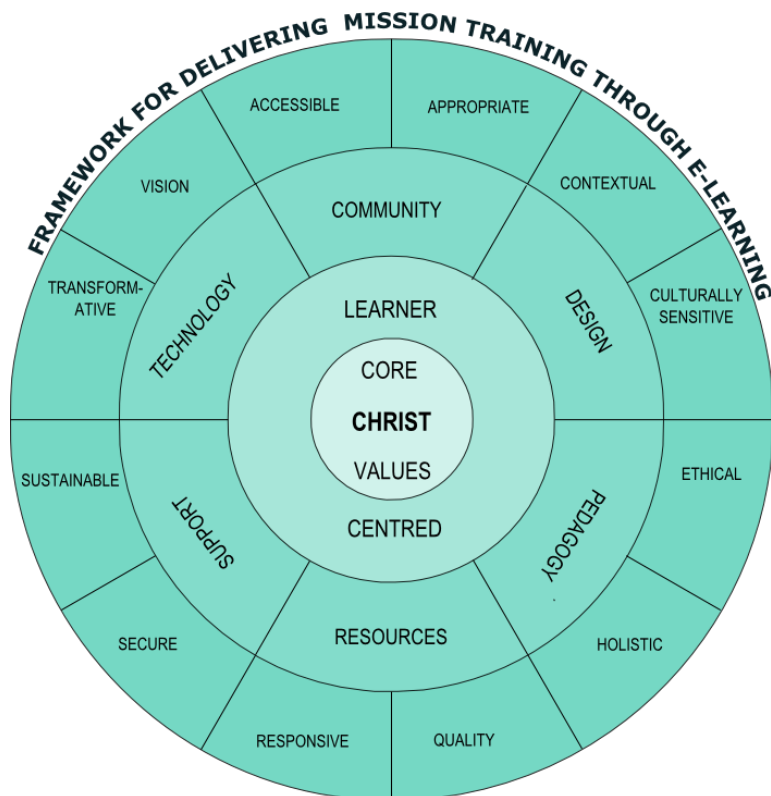 FRAMEWORK FOR DELIVERING MISSION TRAINING THROUGH E-LEARNING
ACCESSIBLE
APPROPRIATE
VISION
CONTEXTUAL
TRANSFORM-
ATIVE
CULTURALLY
SENSITIVE
COMMUNITY
TECHNOLOGY
DESIGN
LEARNER
CORE
CHRIST
VALUES
CENTRED
SUSTAINABLE
ETHICAL
SUPPORT
PEDAGOGY
RESOURCES
SECURE
HOLISTIC
RESPONSIVE
QUALITY